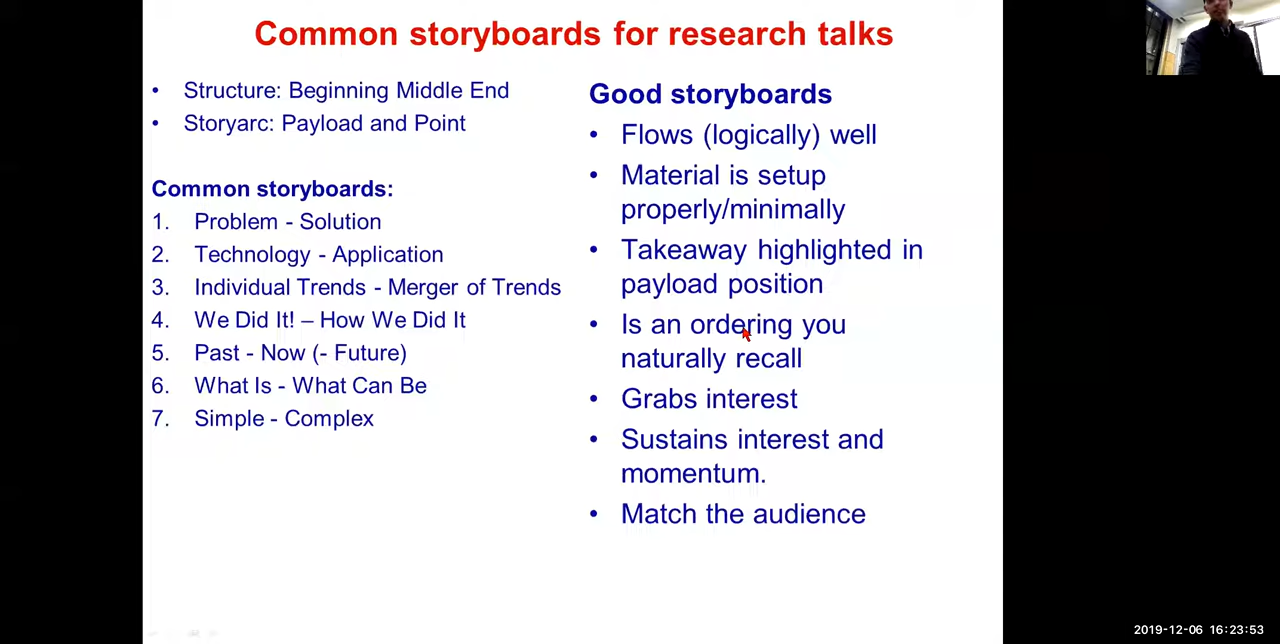 Common storyboards for research talks
• Structure: Beginning Middle End
• Storyarc: Payload and Point
Common storyboards:
1. Problem - Solution
2. Technology - Application
3. Individual Trends - Merger of Trends
4. We Did It! – How We Did It
5. Past - Now (- Future)
6. What Is - What Can Be
7. Simple - Complex
Good storyboards
• Flows (logically) well
• Material is setup
properly/minimally
• Takeaway highlighted in
payload position
• Is an ordering you
naturally recall
• Grabs interest
• Sustains interest and
momentum.
• Match the audience
2019-12-06 16:23:53